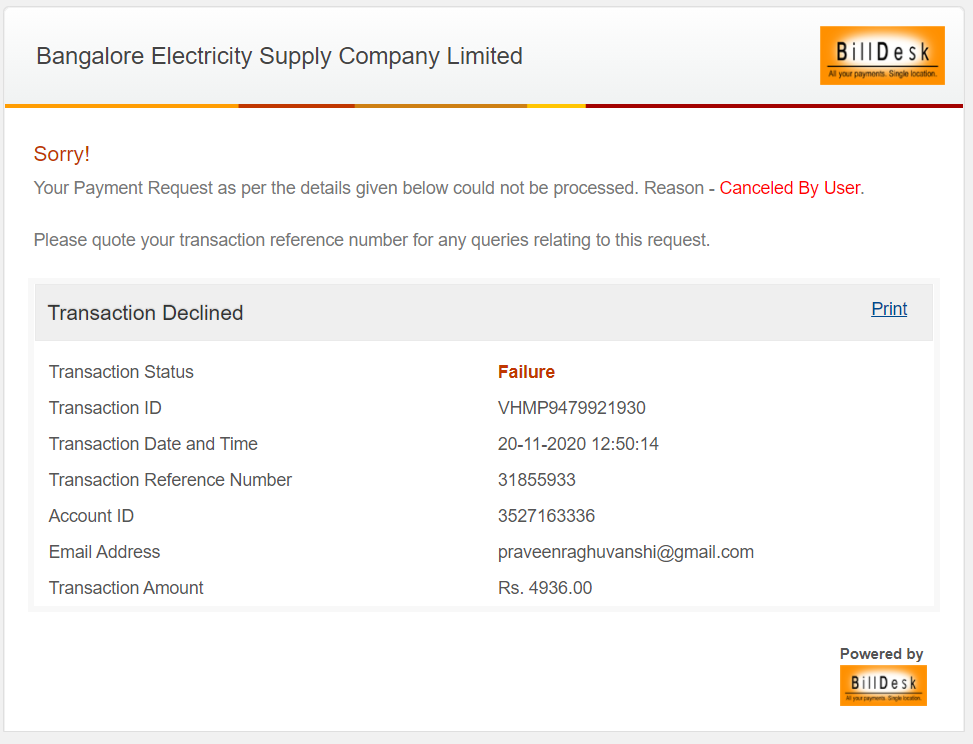 Bangalore Electricity Supply Company Limited
BillDesk
All your payments. Single location.
Sorry!
Your Payment Request as per the details given below could not be processed. Reason - Canceled By User.
Please quote your transaction reference number for any queries relating to this request.
Transaction Declined Print
Transaction Status Failure
Transaction ID VHMP9479921930
Transaction Date and Time 20-11-2020 12:50:14
Transaction Reference Number 31855933
Account ID 3527163336
Email Address praveenraghuvanshi@gmail.com
Transaction Amount Rs. 4936.00
Powered by
BillDesk
All your payments. Single location.